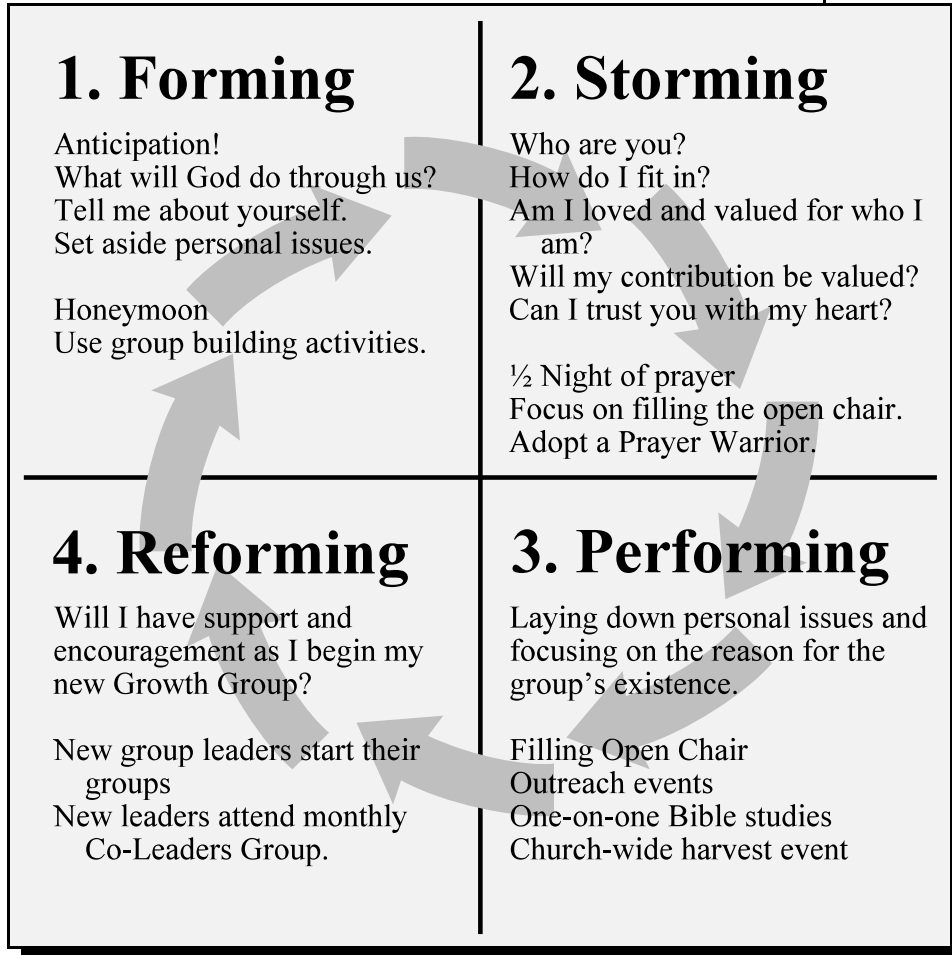 1. Forming
Anticipation!
What will God do through us?
Tell me about yourself.
Set aside personal issues.
Honeymoon
Use group building activities.
2. Storming
Who are you?
How do I fit in?
Am I loved and valued for who I
am?
Will my contribution be valued?
Can I trust you with my heart?
½ Night of prayer
Focus on filling the open chair.
Adopt a Prayer Warrior.
3. Performing
Laying down personal issues and
focusing on the reason for the
group's existence.
Filling Open Chair
Outreach events
One-on-one Bible studies
Church-wide harvest event
4. Reforming
Will I have support and
encouragement as I begin my
new Growth Group?
New group leaders start their
groups
New leaders attend monthly
Co-Leaders Group.